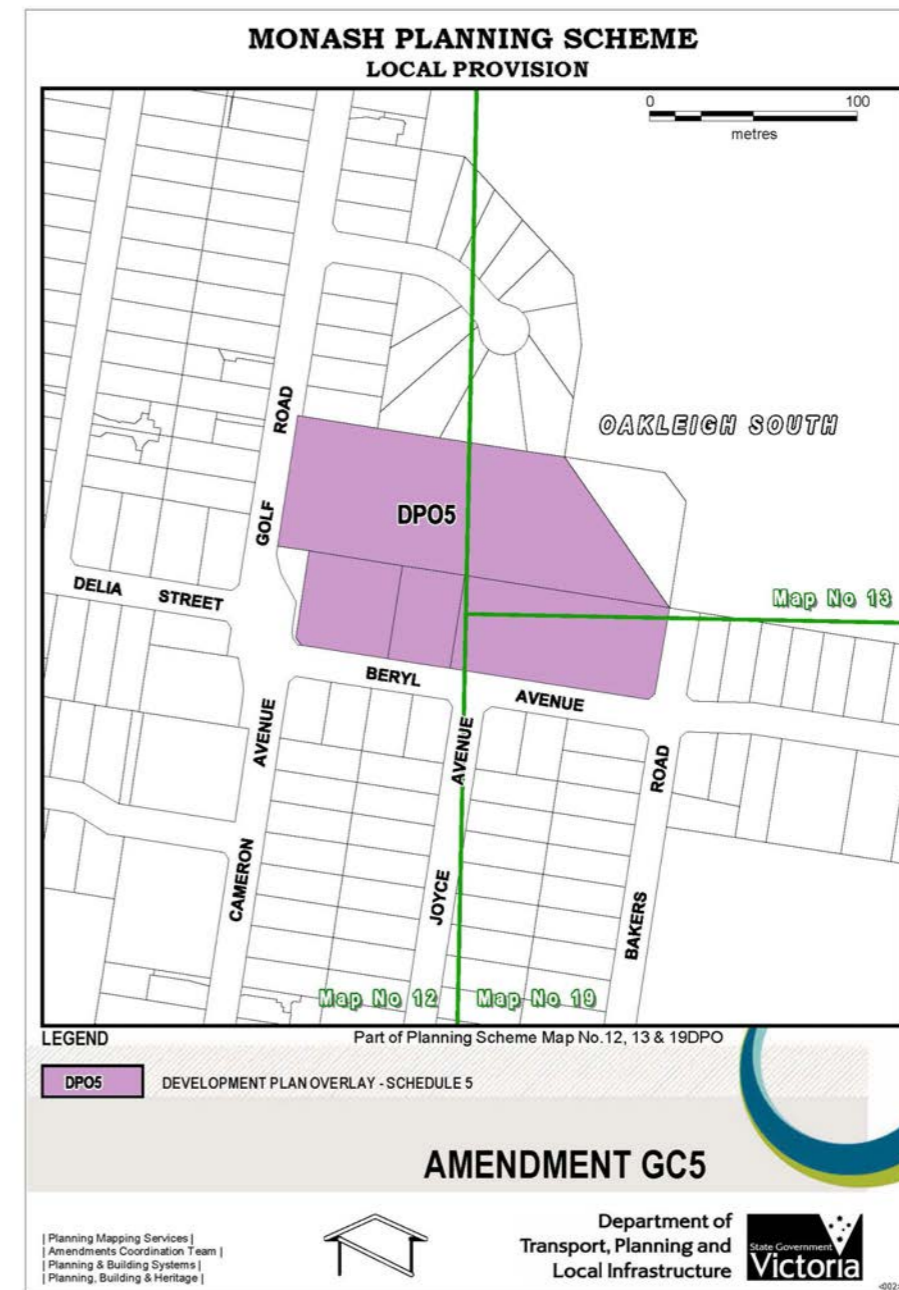 MONASH PLANNING SCHEME
LOCAL PROVISION
0 100
metres
OAKLEIGH SOUTH
ROAD
GOLF
DPO5
DELIA STREET
Map No 13
BERYL AVENUE
AVENUE
AVENUE
ROAD
CAMERON
JOYCE
BAKERS
Map No 12 Map No 19
LEGEND
Part of Planning Scheme Map No.12, 13 & 19DPO
DPO5 DEVELOPMENT PLAN OVERLAY - SCHEDULE 5
AMENDMENT GC5
| Planning Mapping Services |
| Amendments Coordination Team |
| Planning & Building Systems |
| Planning, Building & Heritage |
Department of
Transport, Planning and
Local Infrastructure
State Government
Victoria